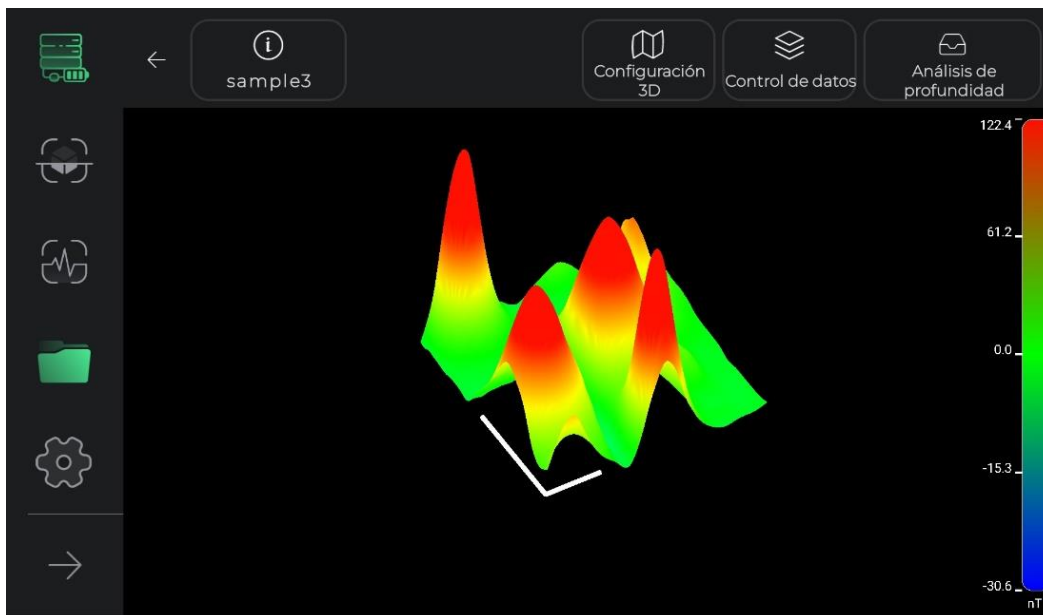 sample3
Configuración
3D
Control de datos
Análisis de
profundidad
122.4
61.2
0.0
-15.3
-30.6
nT